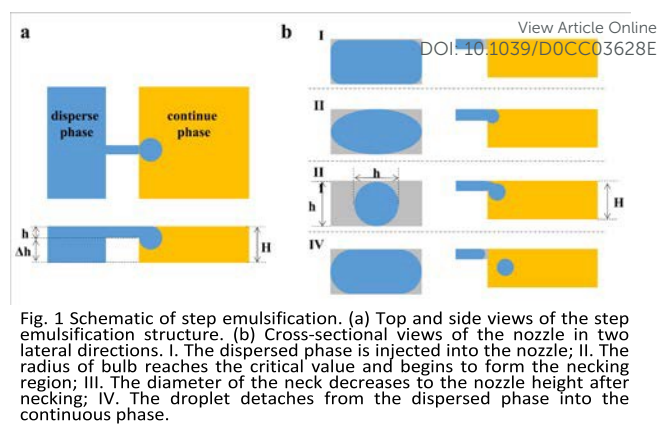 View Article Online
DOI: 10.1039/D0CC03628E
a
b
I
disperse
phase
continue
phase
II
II
f
h
h
H
h
Δh
H
IV
Fig. 1 Schematic of step emulsification. (a) Top and side views of the step
emulsification structure. (b) Cross-sectional views of the nozzle in two
lateral directions. I. The dispersed phase is injected into the nozzle; II. The
radius of bulb reaches the critical value and begins to form the necking
region; III. The diameter of the neck decreases to the nozzle height after
necking; IV. The droplet detaches from the dispersed phase into the
continuous phase.